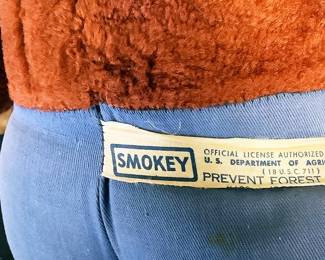 SMOKEY
OFFICIAL LICENSE AUTHORIZED
U. S. DEPARTMENT OF AGRI
( 18 U.S.C. 711 )
PREVENT FOREST